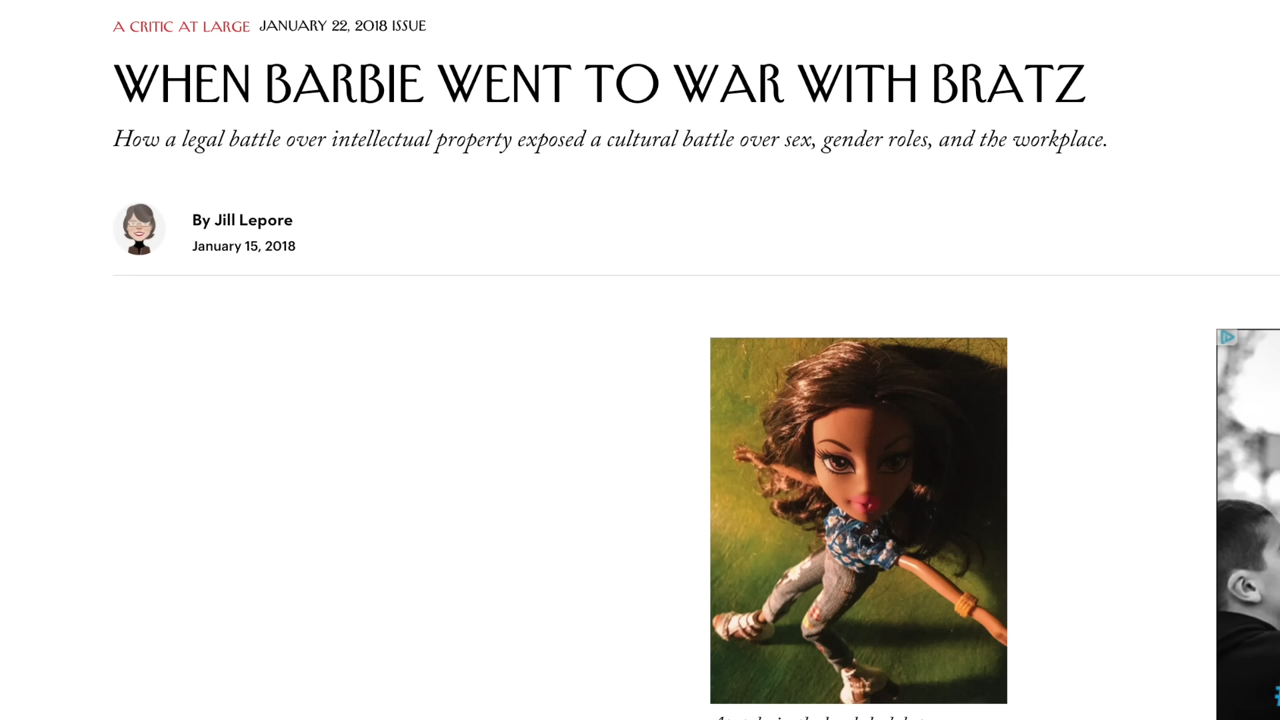 A CRITIC AT LARGE JANUARY 22, 2018 ISSUE
WHEN BARBIE WENT TO WAR WITH BRATZ
How a legal battle over intellectual property exposed a cultural battle over sex, gender roles, and the workplace.
By Jill Lepore
January 15, 2018